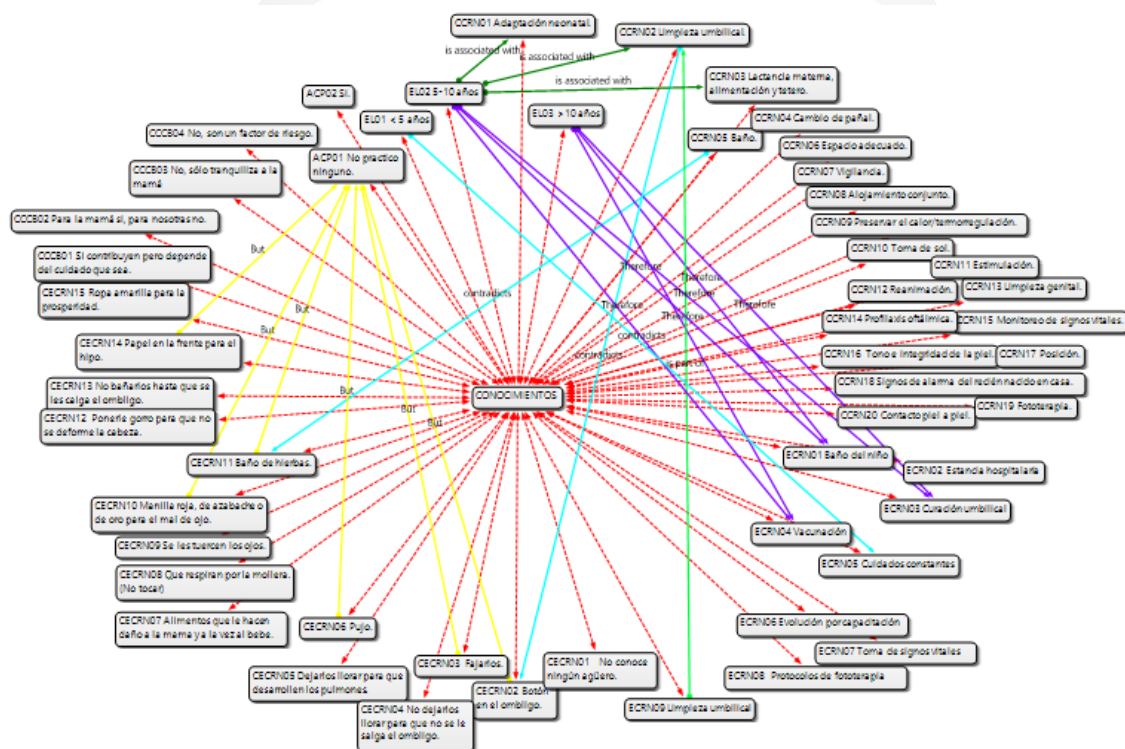 CCRN01 Adaptación neonatal.
CCRN02 Limpieza umbilical.
is associated with
is associated with
is associated with
CCRN03 Lactancia materna,
alimentación y tetero.
ACP02 Si.
EL02 5-10 años
EL01 < 5 años
EL03 > 10 años
CCRN04 Cambio de pañal.
CCRN05 Baño.
CCRN06 Espacio adecuado.
CCCB04 No, son un factor de riesgo.
ACP01 No practico
ninguno.
CCRN07 Vigilancia.
CCCB03 No, sólo tranquiliza a la
mamá
CCRN08 Alojamiento conjunto.
CCCB02 Para la mamá si, para nosotras no.
CCRN09 Preservar el calor/termorregulación.
CCRN10 Toma de sol.
But
CCCB01 Si contribuyen pero depende
del cuidado que sea.
CCRN11 Estimulación.
Therefore
Therefore
CCRN12 Reanimación.
CCRN13 Limpieza genital.
contradicts
Therefore
CECRN15 Ropa amarilla para la
prosperidad.
Therefore
Therefore
But
Therefore
CCRN14 Profilaxis oftálmica.
CCRN15 Monitoreo de signos vitales.
But
contradicts
CECRN14 Papel en la frente para el
hipo.
contradicts
is part of
CCRN16 Tono e integridad de la piel.
CCRN17 Posición.
CECRN13 No bañarlos hasta que se
les caiga el ombligo.
But
CONOCIMIENTOS
CCRN18 Signos de alarma del recién nacido en casa.
CCRN19 Fototerapia.
CECRN12 Ponerle gorro para que no
se deforme la cabeza.
But
But
CCRN20 Contacto piel a piel.
CECRN11 Baño de hierbas.
ECRN01 Baño del niño
ECRN02 Estancia hospitalaria
CECRN10 Manilla roja, de azabache o
de oro para el mal de ojo.
ECRN03 Curación umbilical
CECRN09 Se les tuercen los ojos.
ECRN04 Vacunación
CECRN08 Que respiran por la mollera.
(No tocar)
ECRN05 Cuidados constantes
CECRN07 Alimentos que le hacen
daño a la mama y a la vez al bebe.
CECRN06 Pujo.
ECRN06 Evolución por capacitación
ECRN07 Toma de signos vitales
CECRN05 Dejarlos llorar para que
desarrollen los pulmones.
CECRN03 Fajarlos.
CECRN01 No conoce
ningún agüero.
ECRN08 Protocolos de fototerapia
CECRN02 Botón
en el ombligo.
CECRN04 No dejarlos
llorar para que no se le
salga el ombligo.
ECRN09 Limpieza umbilical